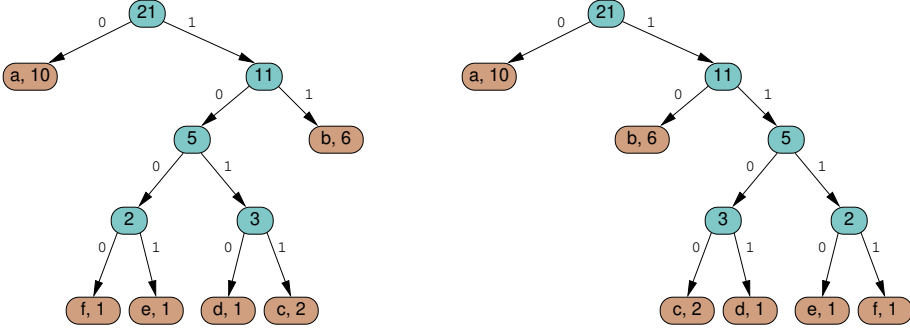 21 21
0 1 0 1
a, 10 11 a, 10 11
0 1 0 1
5 b, 6 b, 6 5
0 1 0 1
2 3 3 2
0 1 0 1 0 1 0 1
f, 1 e, 1 d, 1 c, 2 c, 2 d, 1 e, 1 f, 1